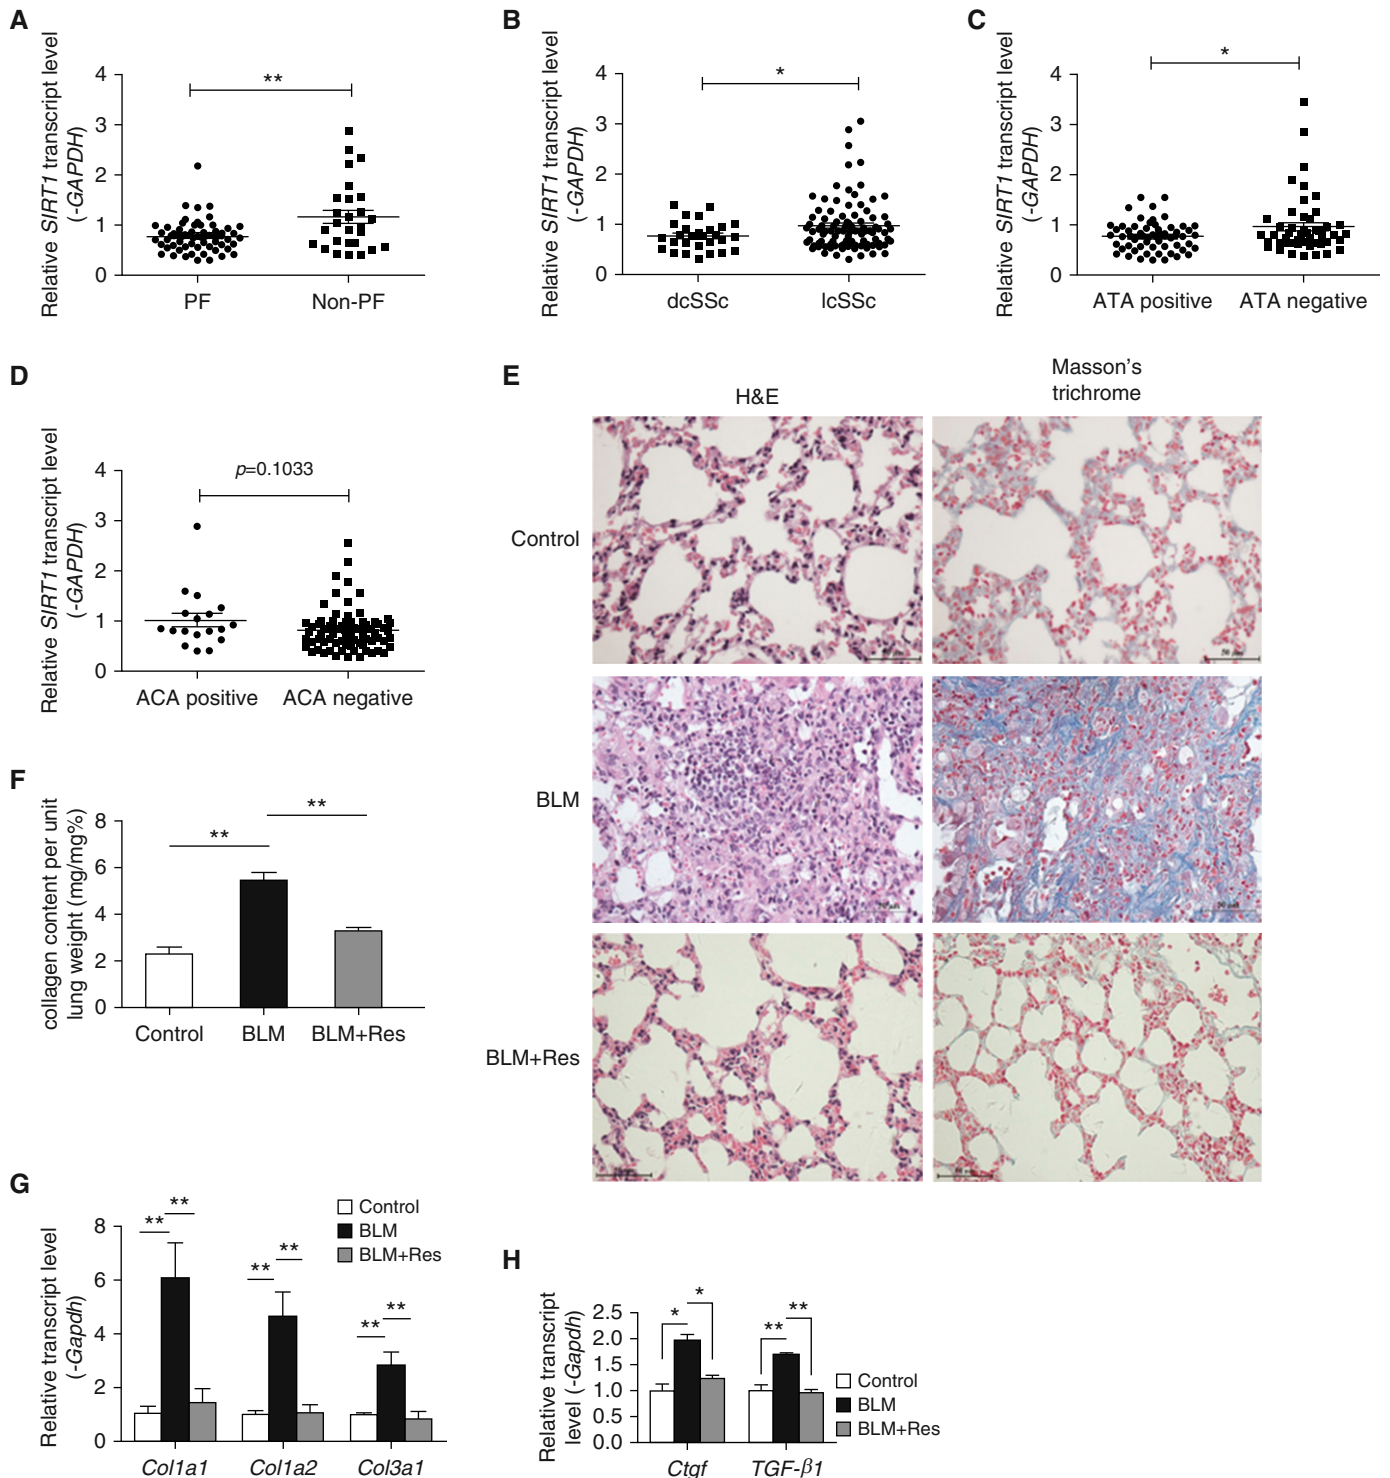 A
Relative SIRT1 transcript level
(-GAPDH)
4
3
2
1
0
**
PF
Non-PF
B
Relative SIRT1 transcript level
(-GAPDH)
4
3
2
1
0
*
dcSSc
lcSSc
C
Relative SIRT1 transcript level
(-GAPDH)
4
3
2
1
0
*
ATA positive
ATA negative
D
Relative SIRT1 transcript level
(-GAPDH)
4
3
2
1
0
p=0.1033
ACA positive
ACA negative
E
H&E
Masson's
trichrome
Control
BLM
BLM+Res
F
collagen content per unit
lung weight (mg/mg%)
8
6
4
2
0
**
**
Control
BLM
BLM+Res
G
Relative transcript level
(-Gapdh)
8
6
4
2
0
**
**
**
**
**
**
Control
BLM
BLM+Res
Col1a1
Col1a2
Col3a1
H
Relative transcript
level (-Gapdh)
2.5
2.0
1.5
1.0
0.5
0.0
*
*
**
**
Control
BLM
BLM+Res
Ctgf
TGF-β1